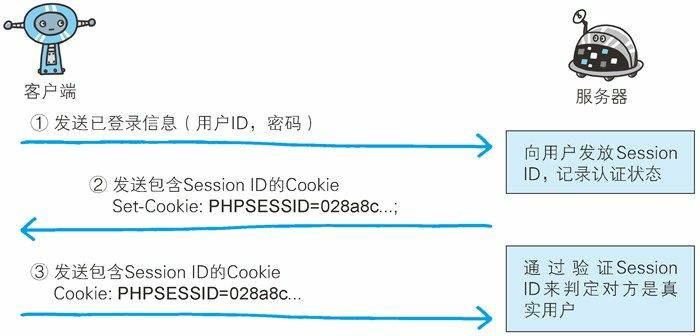 客户端
服务器
① 发送已登录信息（用户ID，密码）
向用户发放Session
ID，记录认证状态
② 发送包含Session ID的Cookie
Set-Cookie: PHPSESSID=028a8c...;
③ 发送包含Session ID的Cookie
Cookie: PHPSESSID=028a8c...
通过验证Session
ID来判定对方是真
实用户